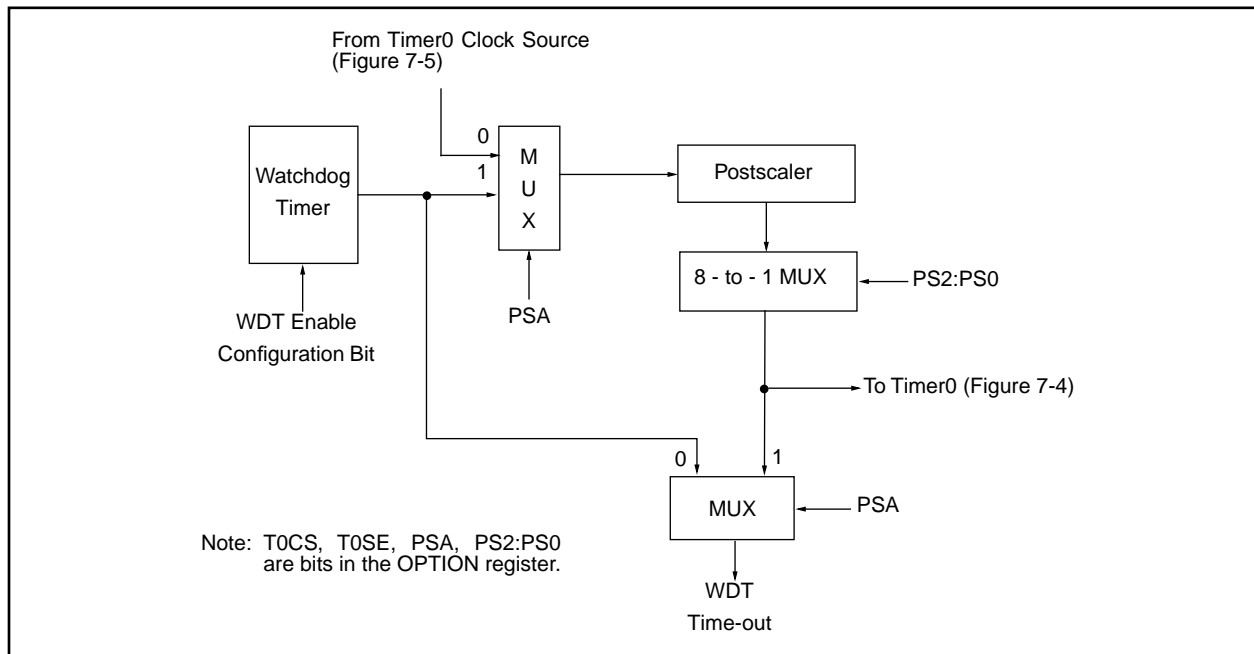 From Timer0 Clock Source
(Figure 7-5)
0
1
M
U
X
Watchdog
Timer
Postscaler
8 - to - 1 MUX
PS2:PS0
PSA
WDT Enable
Configuration Bit
To Timer0 (Figure 7-4)
0
1
MUX
PSA
Note: T0CS, T0SE, PSA, PS2:PS0
are bits in the OPTION register.
WDT
Time-out